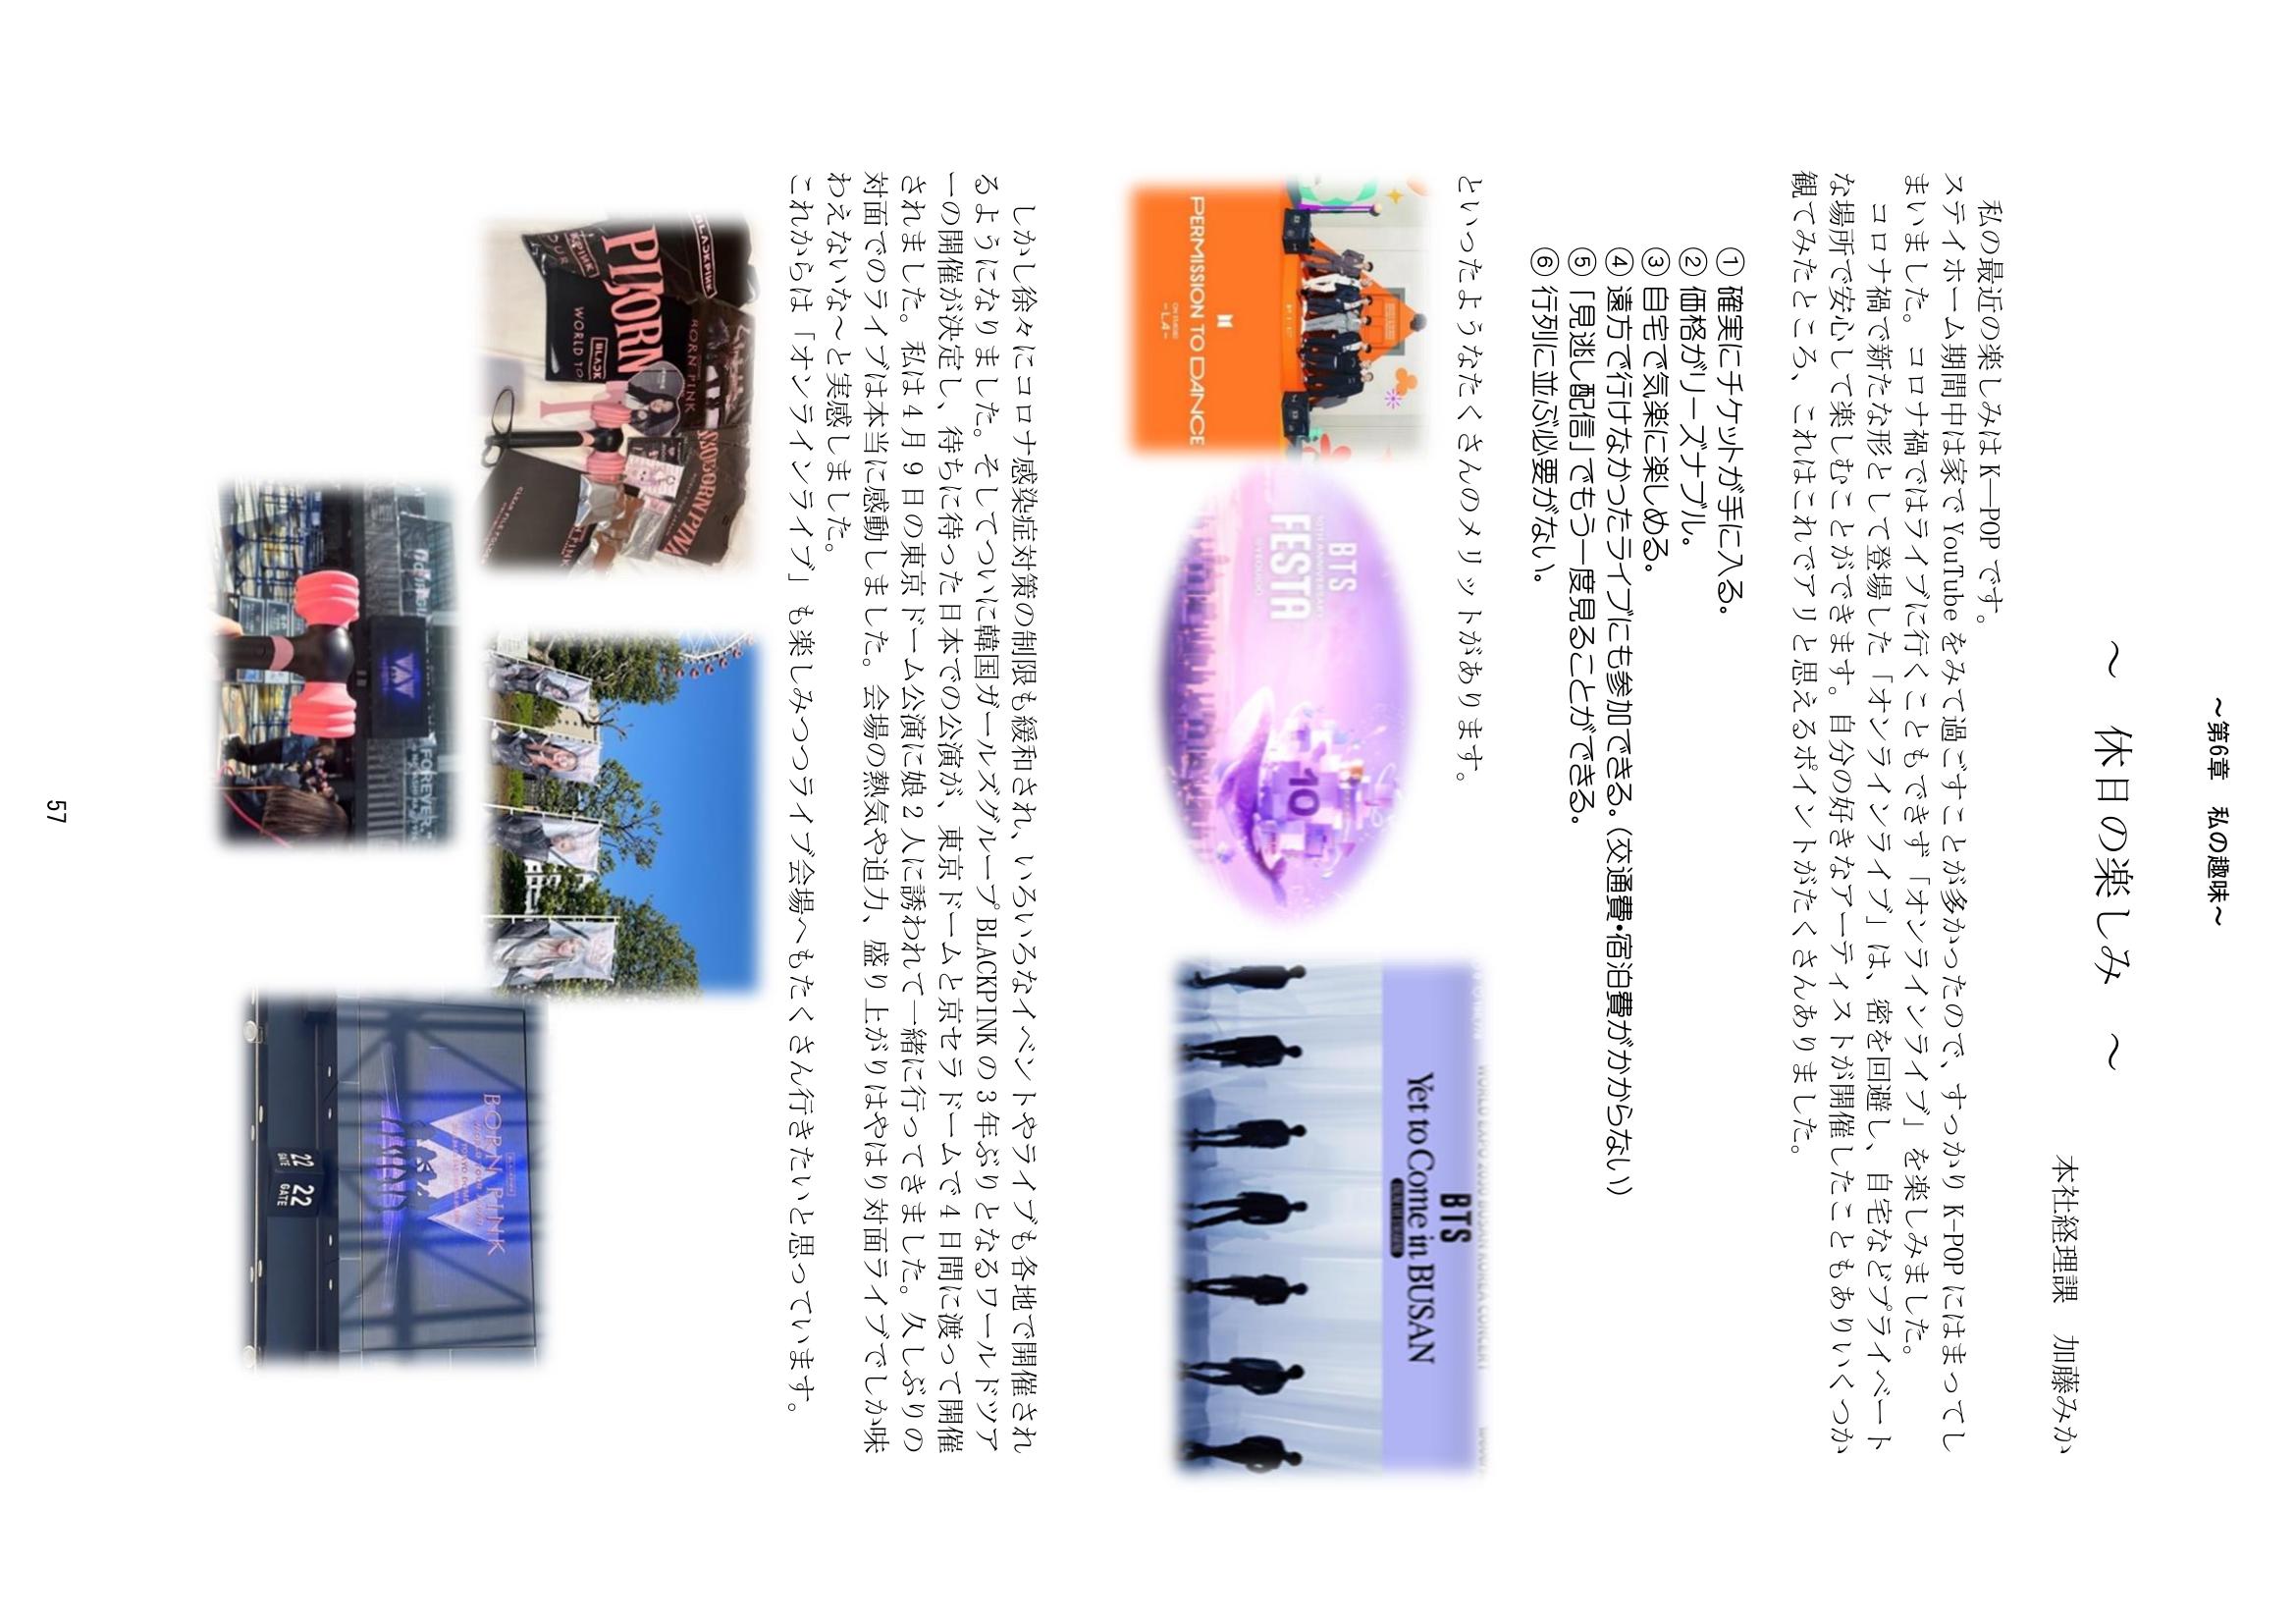 ～第6章　私の趣味～
～　休日の楽しみ　～
本社経理課　加藤みか
私の最近の楽しみは K―POP です。
ステイホーム期間中は家で YouTube をみて過ごすことが多かったので、すっかり K-POP にはまってし
まいました。コロナ禍ではライブに行くこともできず「オンラインライブ」を楽しみました。
コロナ禍で新たな形として登場した「オンラインライブ」は、密を回避し、自宅などプライベート
な場所で安心して楽しむことができます。自分の好きなアーティストが開催したこともありいくつか
観てみたところ、これはこれでアリと思えるポイントがたくさんありました。
① 確実にチケットが手に入る。
② 価格がリーズナブル。
③ 自宅で気楽に楽しめる。
④ 遠方で行けなかったライブにも参加できる。（交通費・宿泊費がかからない）
⑤ 「見逃し配信」でもう一度見ることができる。
⑥ 行列に並ぶ必要がない。
といったようなたくさんのメリットがあります。
PERMISSION TO DANCE
ON STAGE
- LA -
BTS
10TH ANNIVERSARY
FESTA
10
WORLD EXPO 2030 BUSAN KOREA CONCERT
BTS
Yet to Come in BUSAN
しかし徐々にコロナ感染症対策の制限も緩和され、いろいろなイベントやライブも各地で開催され
るようになりました。そしてついに韓国ガールズグループ BLACKPINK の 3 年ぶりとなるワールドツア
ーの開催が決定し、待ちに待った日本での公演が、東京ドームと京セラドームで 4 日間に渡って開催
されました。私は 4 月 9 日の東京ドーム公演に娘 2 人に誘われて一緒に行ってきました。久しぶりの
対面でのライブは本当に感動しました。会場の熱気や迫力、盛り上がりはやはり対面ライブでしか味
わえないな～と実感しました。
これからは「オンラインライブ」も楽しみつつライブ会場へもたくさん行きたいと思っています。
BLACKPINK
BORN PINK
BLACK
WORLD TO
FOREVER
BORN PINK
22
GATE
22
GATE
57